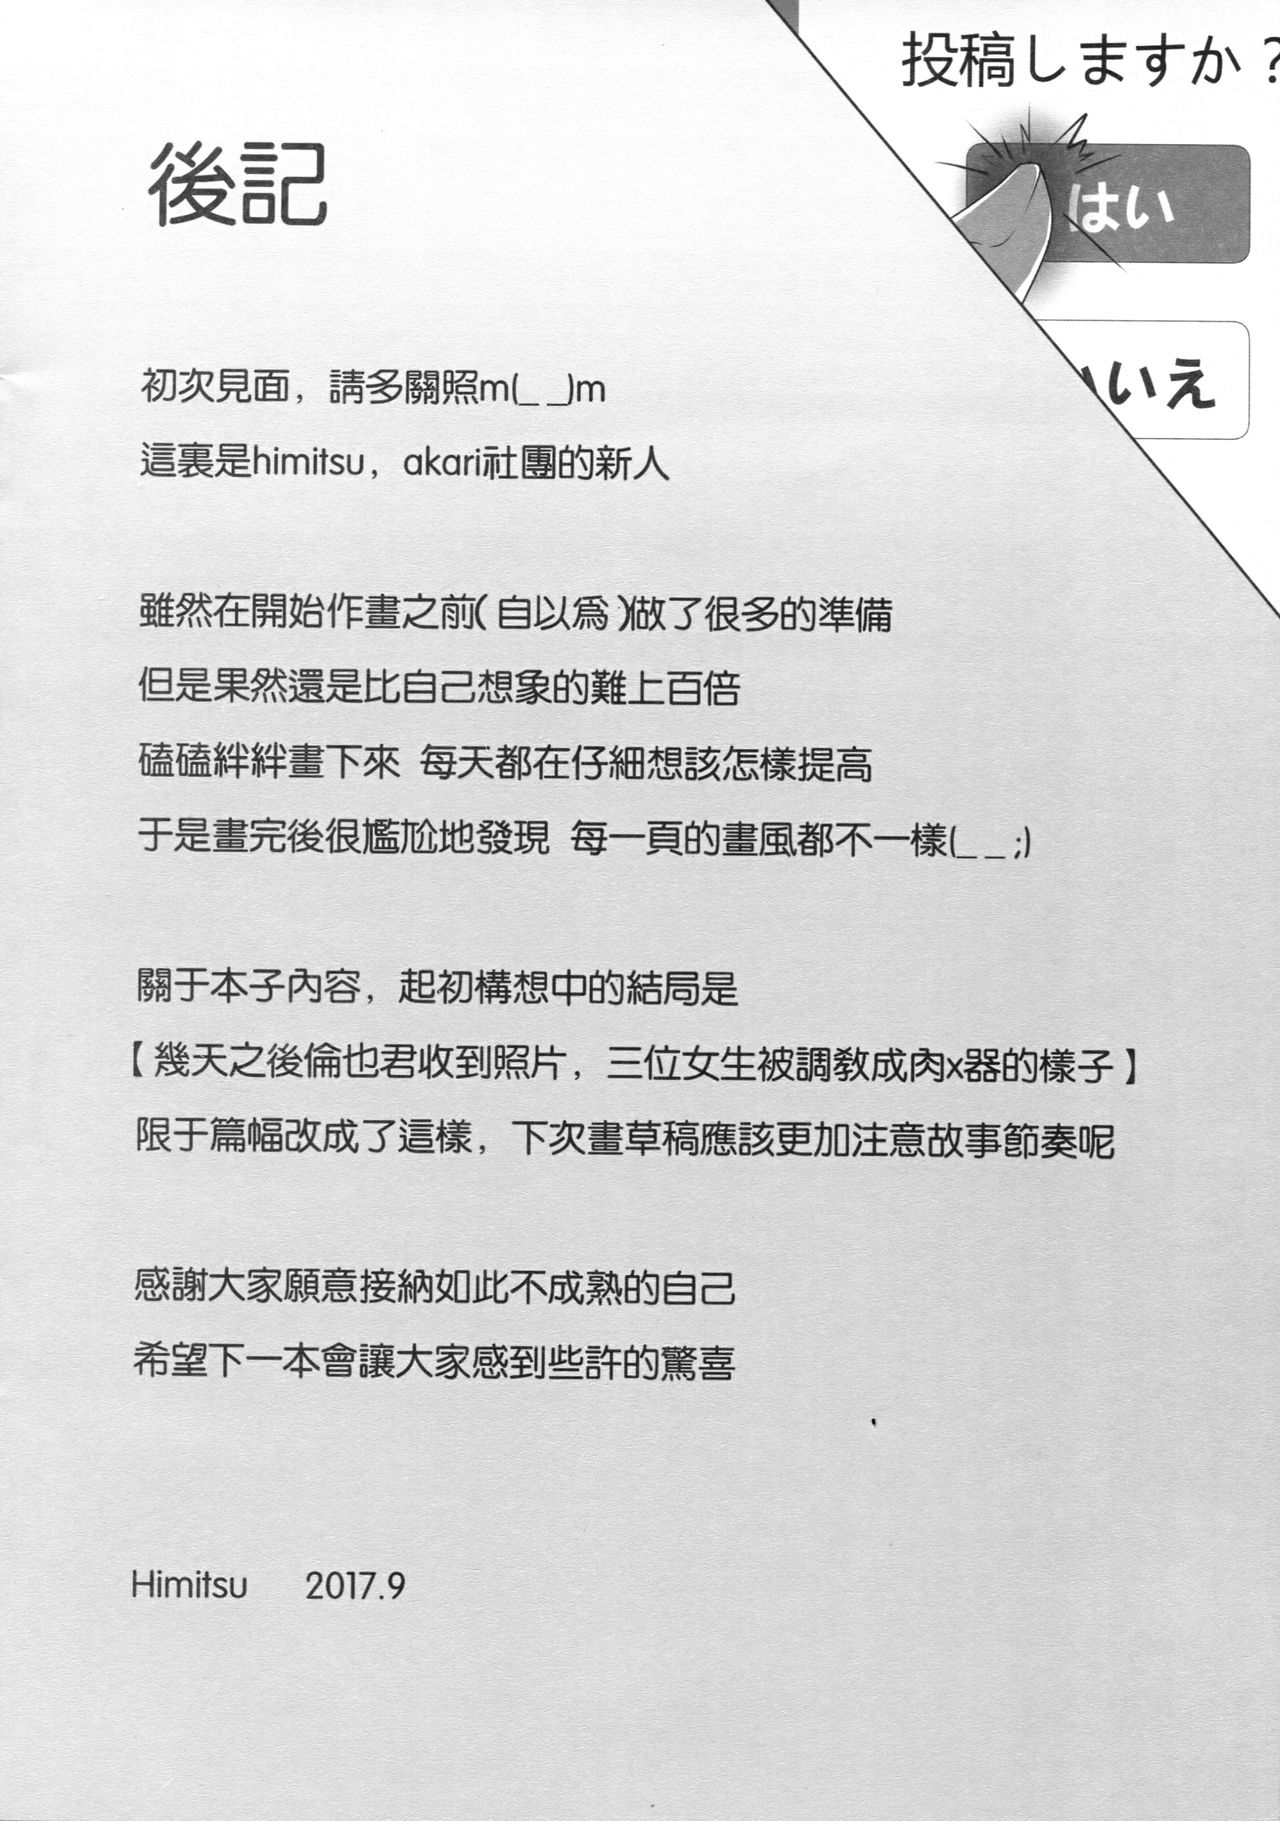 投稿しますか？
はい
いいえ
後記
初次見面，請多關照m(_ _)m
這裏是himitsu，akari社團的新人
雖然在開始作畫之前(自以爲)做了很多的準備
但是果然還是比自己想象的難上百倍
磕磕絆絆畫下來 每天都在仔細想該怎樣提高
于是畫完後很尷尬地發現 每一頁的畫風都不一樣(_ _;)
關于本子內容，起初構想中的結局是
【幾天之後倫也君收到照片，三位女生被調教成肉x器的樣子】
限于篇幅改成了這樣，下次畫草稿應該更加注意故事節奏呢
感謝大家願意接納如此不成熟的自己
希望下一本會讓大家感到些許的驚喜
Himitsu 2017.9